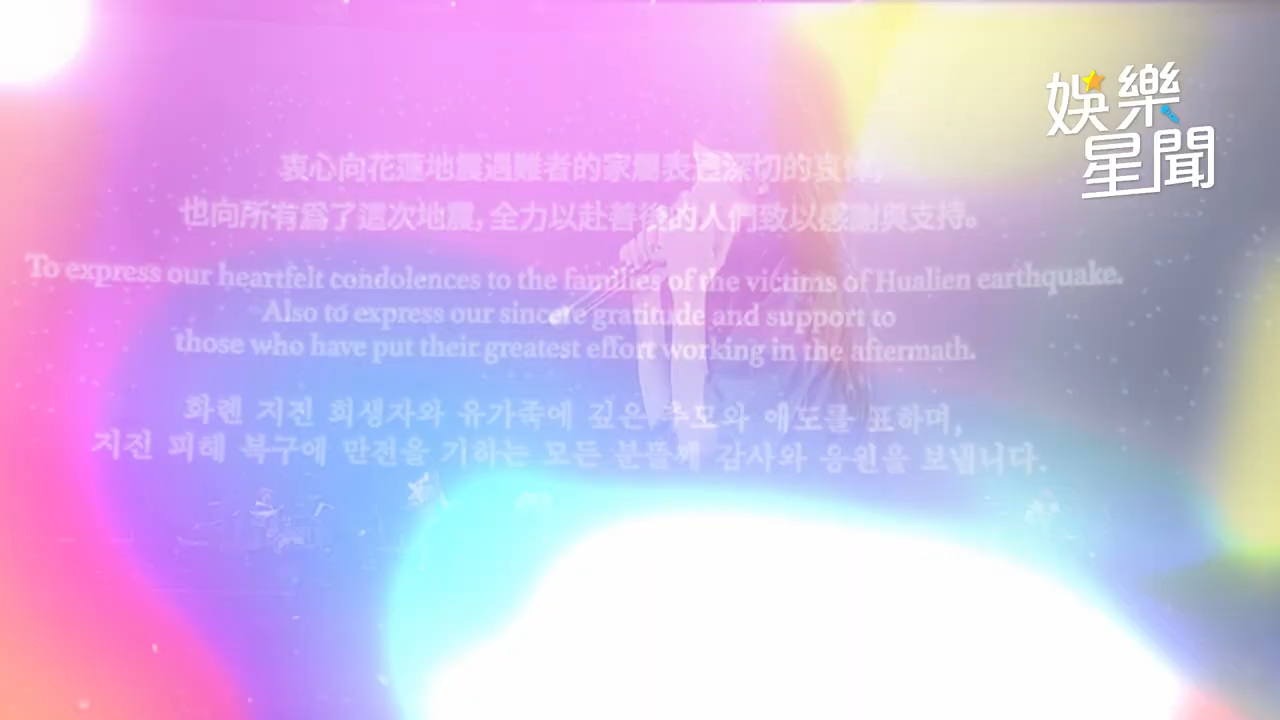 娛樂
星聞
衷心向花蓮地震遇難者的家屬表達深切的哀悼,
也向所有為了這次地震, 全力以赴善後的人們致以感謝與支持。
To express our heartfelt condolences to the families of the victims of Hualien earthquake.
Also to express our sincere gratitude and support to
those who have put their greatest effort working in the aftermath.
화롄 지진 희생자와 유가족에 깊은 추모와 애도를 표하며,
지진 피해 복구에 만전을 기하는 모든 분들께 감사와 응원을 보냅니다.